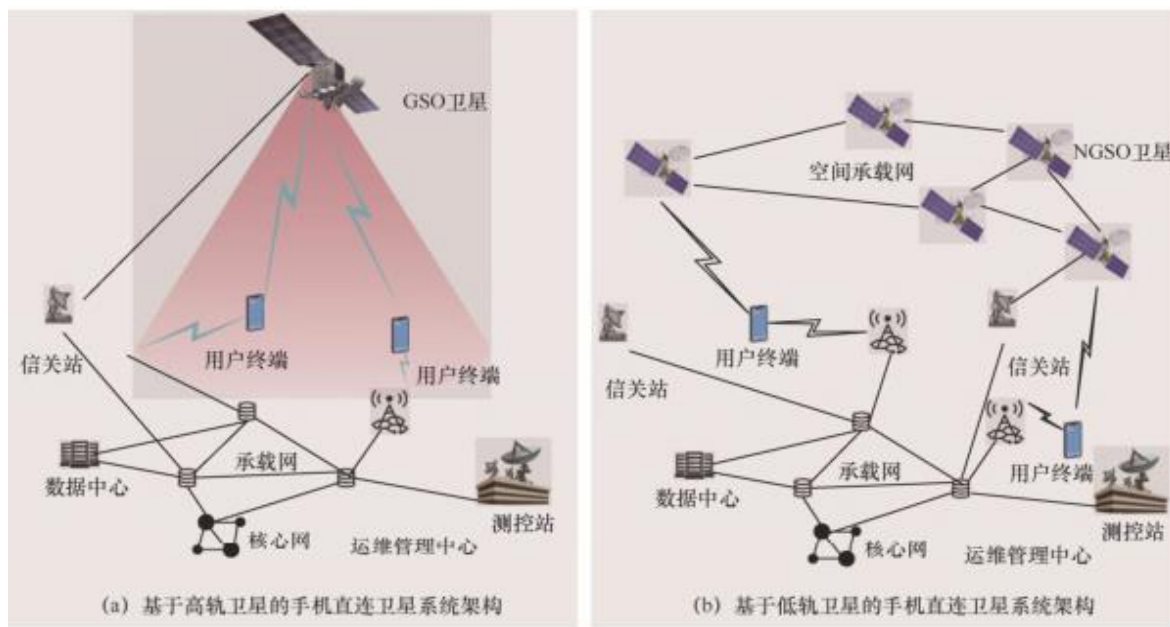 GSO卫星
信关站
用户终端
用户终端
承载网
数据中心
测控站
核心网
运维管理中心
(a) 基于高轨卫星的手机直连卫星系统架构
NGSO卫星
空间承载网
用户终端
信关站
信关站
承载网
用户终端
数据中心
测控站
核心网
运维管理中心
(b) 基于低轨卫星的手机直连卫星系统架构